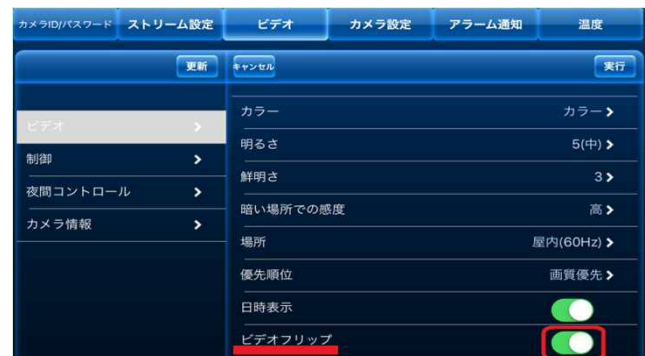 カメラID/パスワード ストリーム設定 ビデオ カメラ設定 アラーム通知 温度
更新 キャンセル 実行
ビデオ
制御
夜間コントロール
カメラ情報
カラー カラー
明るさ 5(中)
鮮明さ 3
暗い場所での感度 高
場所 屋内(60Hz)
優先順位 画質優先
日時表示
ビデオフリップ